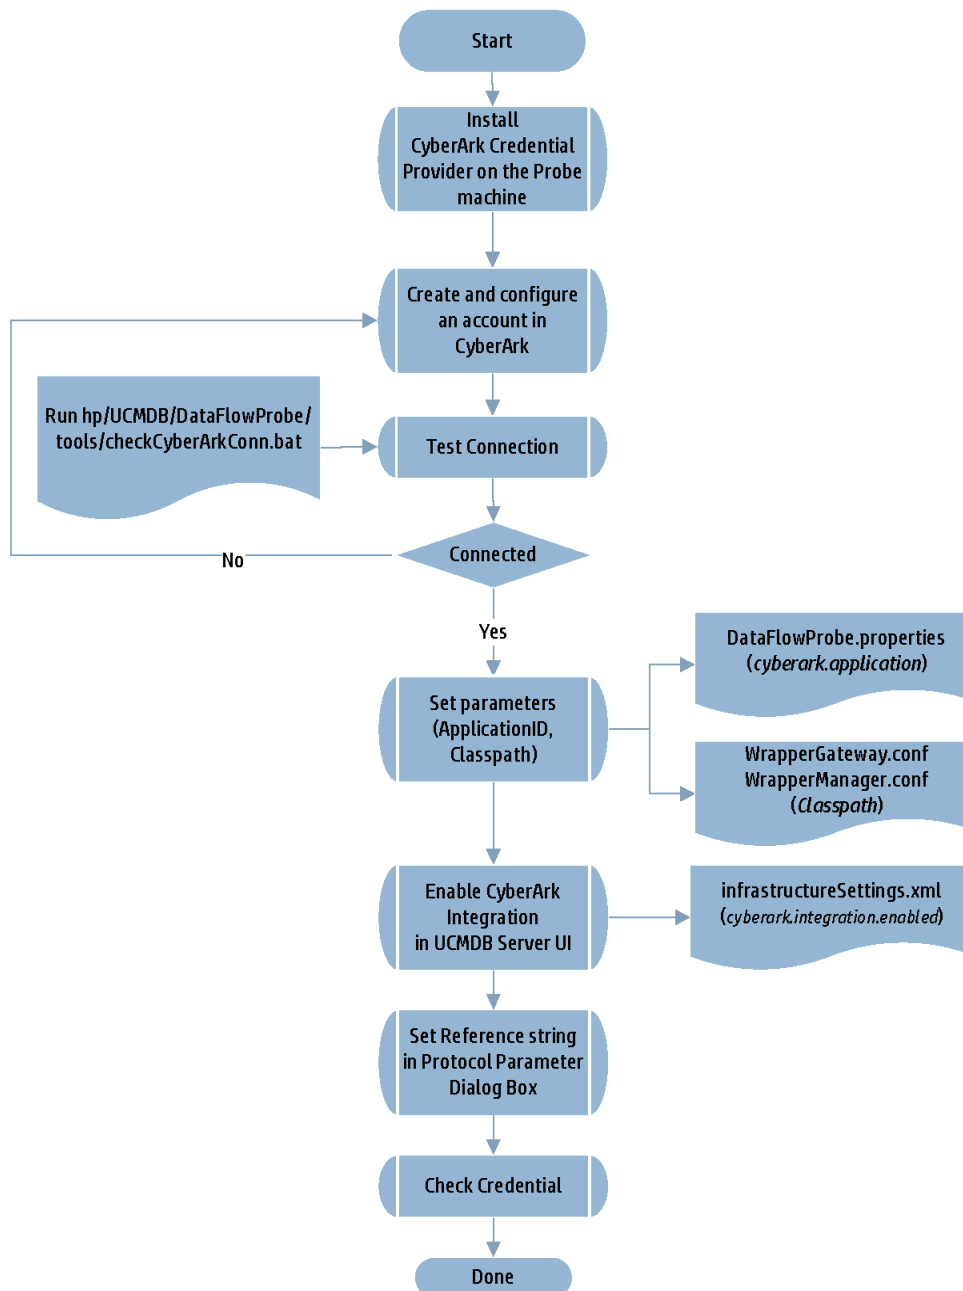 Start
Install
CyberArk Credential
Provider on the Probe
machine
Create and configure
an account in
CyberArk
Run hp/UCMDB/DataFlowProbe/
tools/checkCyberArkConn.bat
Test Connection
Connected
No
Yes
Set parameters
(ApplicationID,
Classpath)
DataFlowProbe.properties
(cyberark.application)
WrapperGateway.conf
WrapperManager.conf
(Classpath)
Enable CyberArk
Integration
in UCMDB Server UI
infrastructureSettings.xml
(cyberark.integration.enabled)
Set Reference string
in Protocol Parameter
Dialog Box
Check Credential
Done